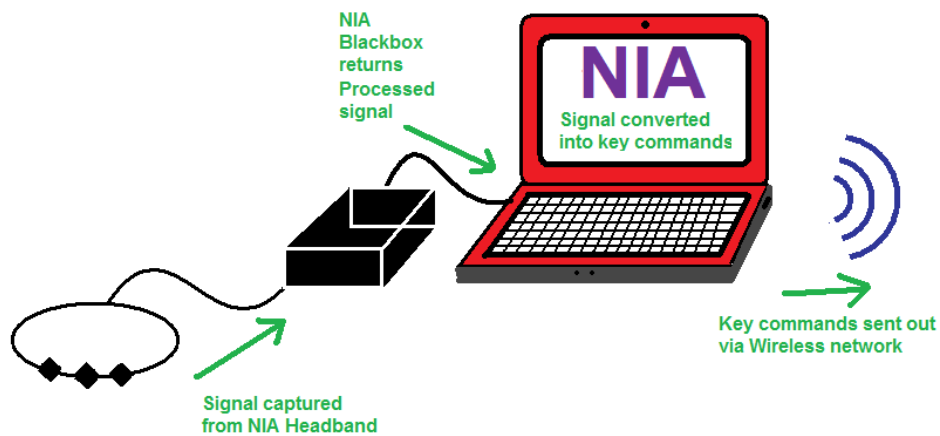 NIA
Blackbox
returns
Processed
signal
NIA
Signal converted
into key commands
Key commands sent out
via Wireless network
Signal captured
from NIA Headband